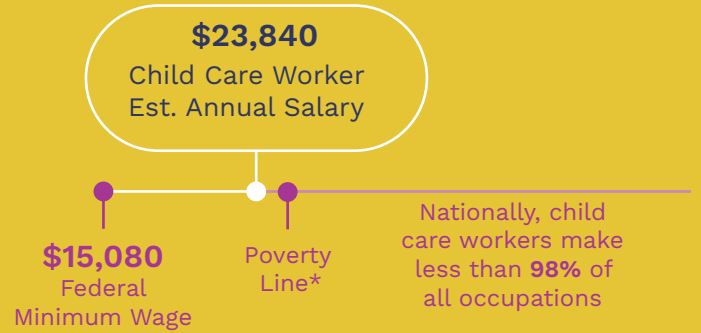 $23,840
Child Care Worker
Est. Annual Salary
$15,080
Federal
Minimum Wage
Poverty
Line*
Nationally, child
care workers make
less than 98% of
all occupations